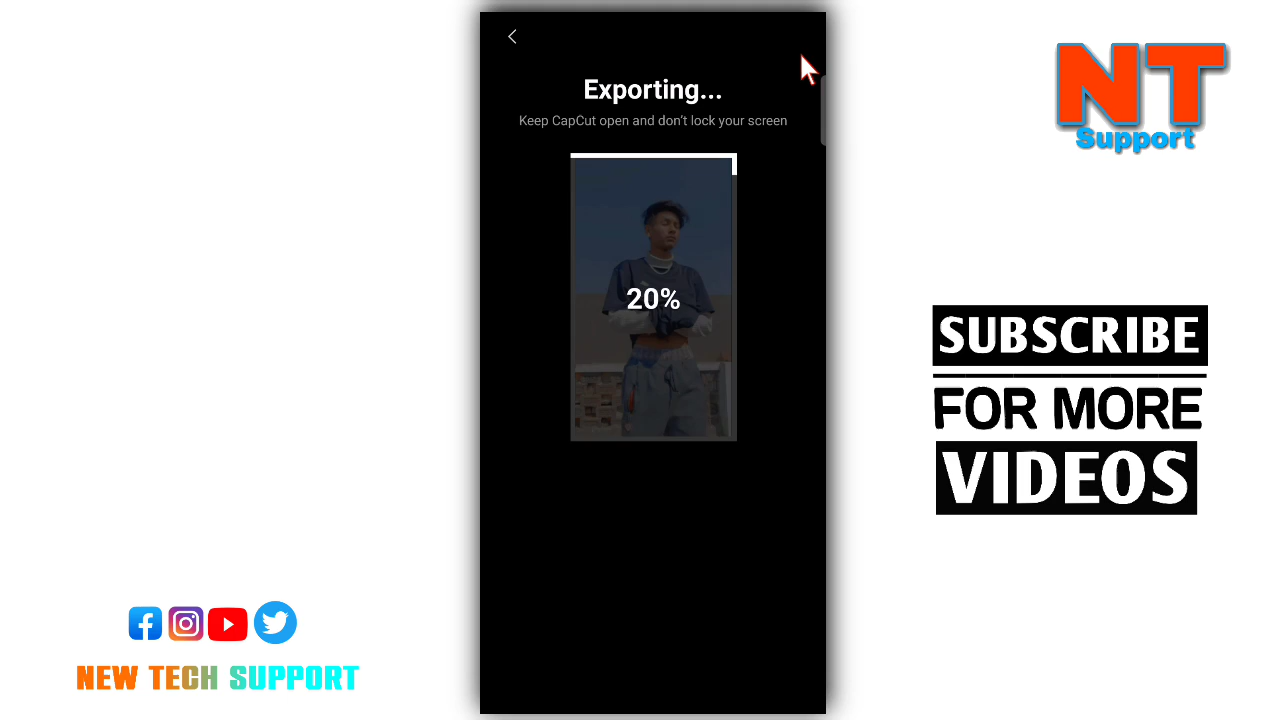 Exporting...
Keep CapCut open and don't lock your screen
20%
NT
Support
SUBSCRIBE
FOR MORE
VIDEOS
NEW TECH SUPPORT